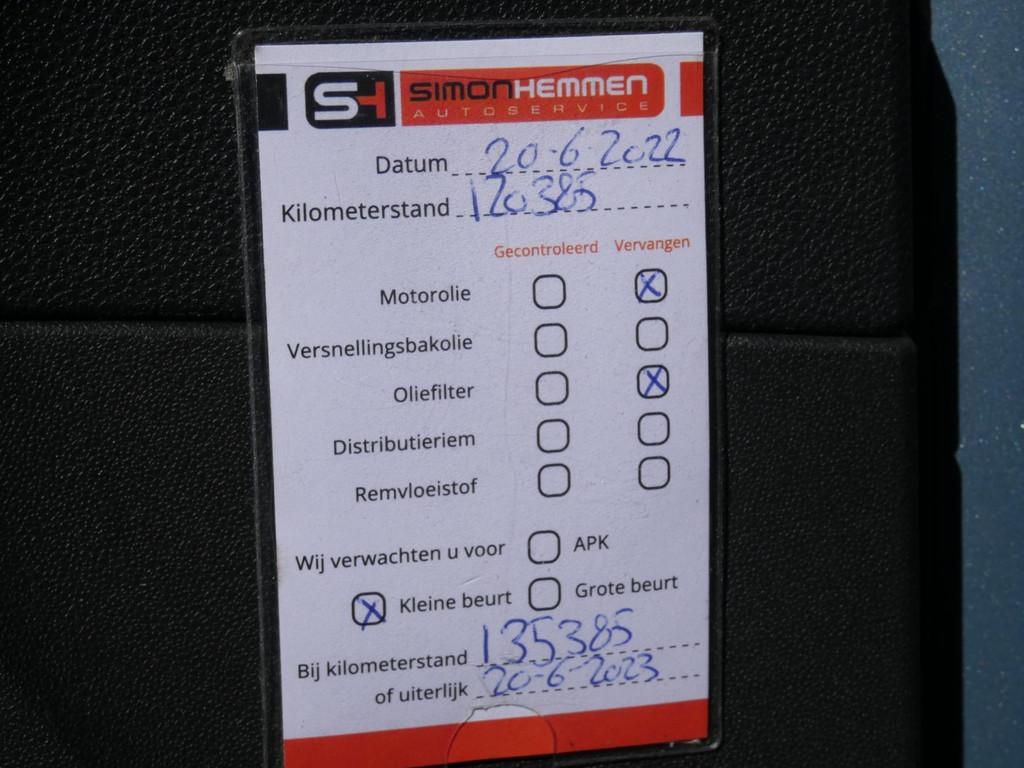 SH SIMONHEMMEN
AUTOSERVICE
Datum 20-6-2022
Kilometerstand 120385
Gecontroleerd Vervangen
Motorolie X
Versnellingsbakolie
Oliefilter X
Distributieriem
Remvloeistof
Wij verwachten u voor APK
X Kleine beurt Grote beurt
Bij kilometerstand 135385
of uiterlijk 20-6-2023